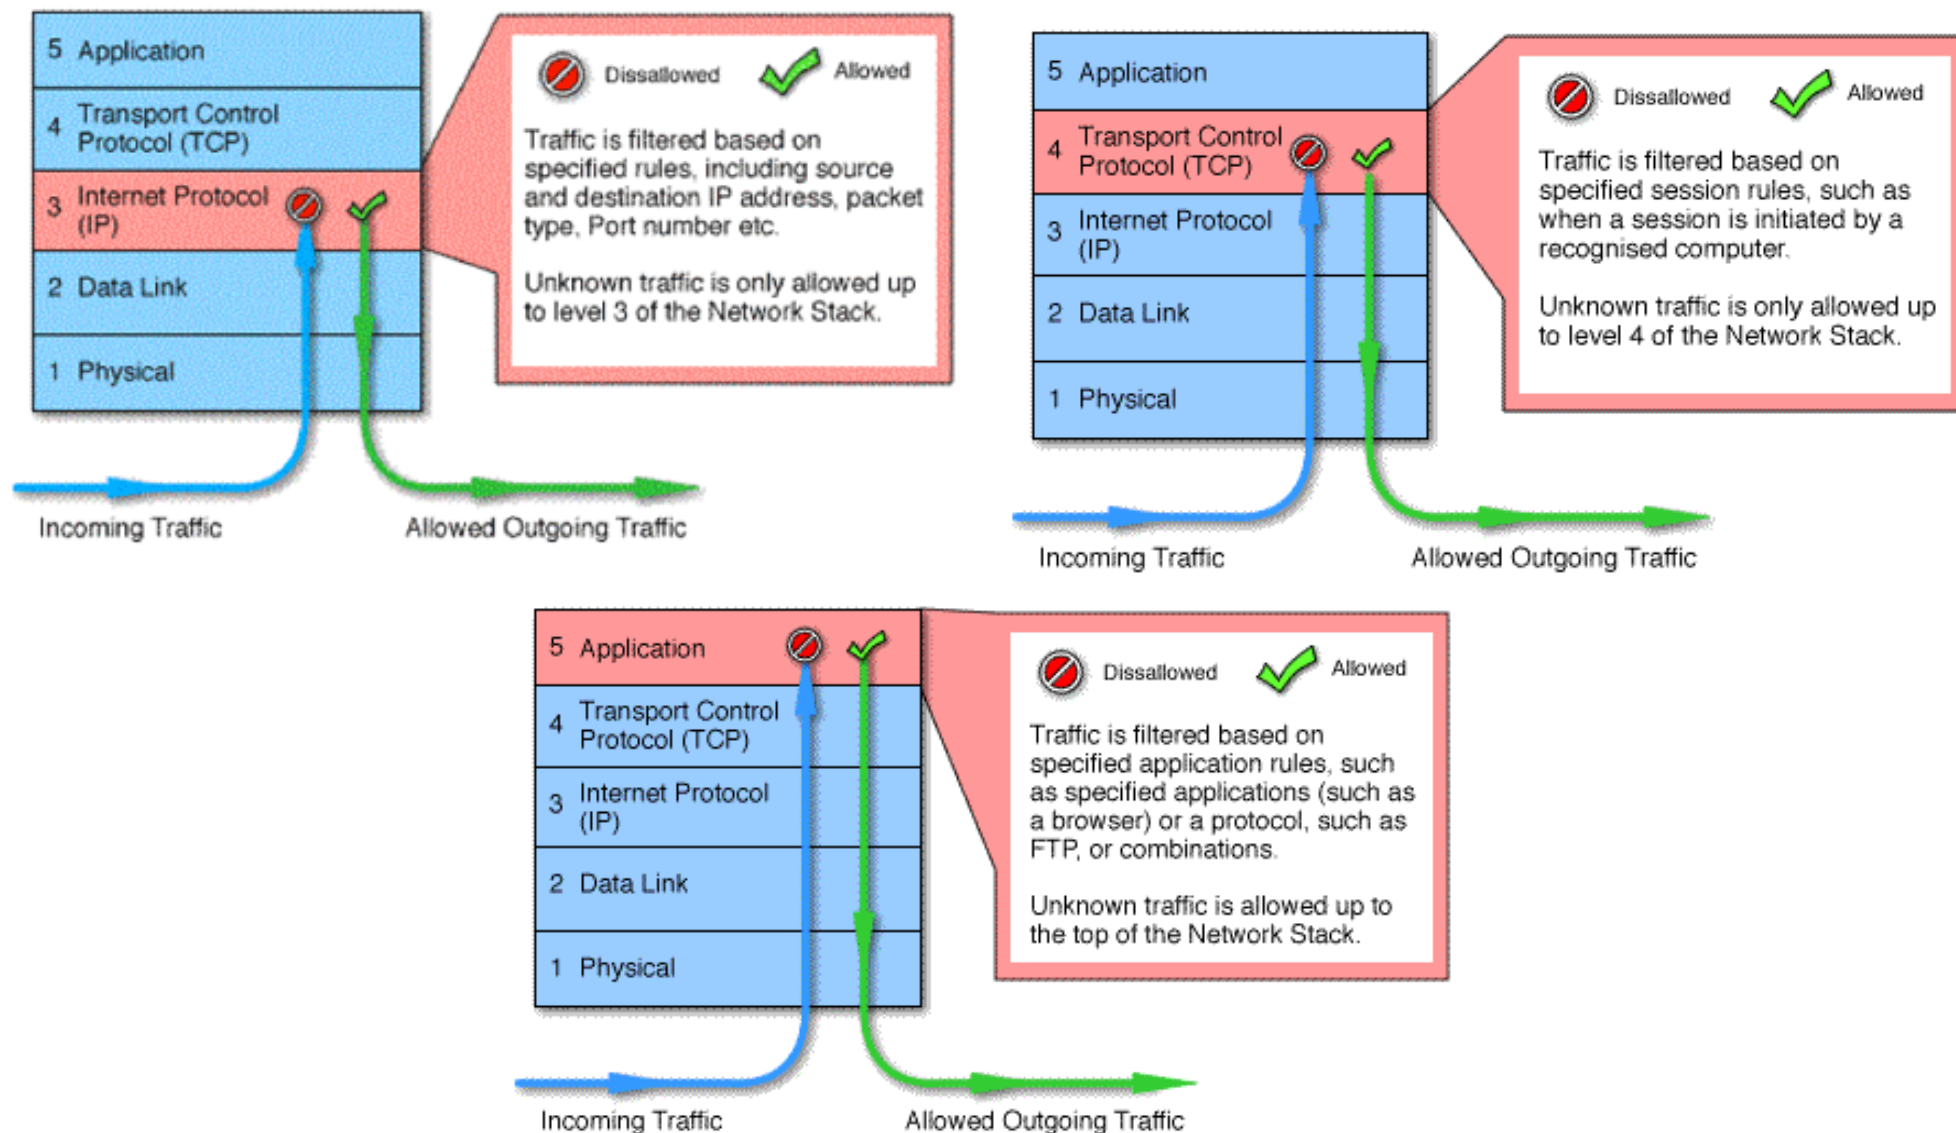 5 Application
4 Transport Control
Protocol (TCP)
3 Internet Protocol
(IP)
2 Data Link
1 Physical
Dissallowed Allowed
Traffic is filtered based on
specified rules, including source
and destination IP address, packet
type, Port number etc.
Unknown traffic is only allowed up
to level 3 of the Network Stack.
Incoming Traffic
Allowed Outgoing Traffic
5 Application
4 Transport Control
Protocol (TCP)
3 Internet Protocol
(IP)
2 Data Link
1 Physical
Dissallowed Allowed
Traffic is filtered based on
specified session rules, such as
when a session is initiated by a
recognised computer.
Unknown traffic is only allowed up
to level 4 of the Network Stack.
Incoming Traffic
Allowed Outgoing Traffic
5 Application
4 Transport Control
Protocol (TCP)
3 Internet Protocol
(IP)
2 Data Link
1 Physical
Dissallowed Allowed
Traffic is filtered based on
specified application rules, such
as specified applications (such as
a browser) or a protocol, such as
FTP, or combinations.
Unknown traffic is allowed up to
the top of the Network Stack.
Incoming Traffic
Allowed Outgoing Traffic